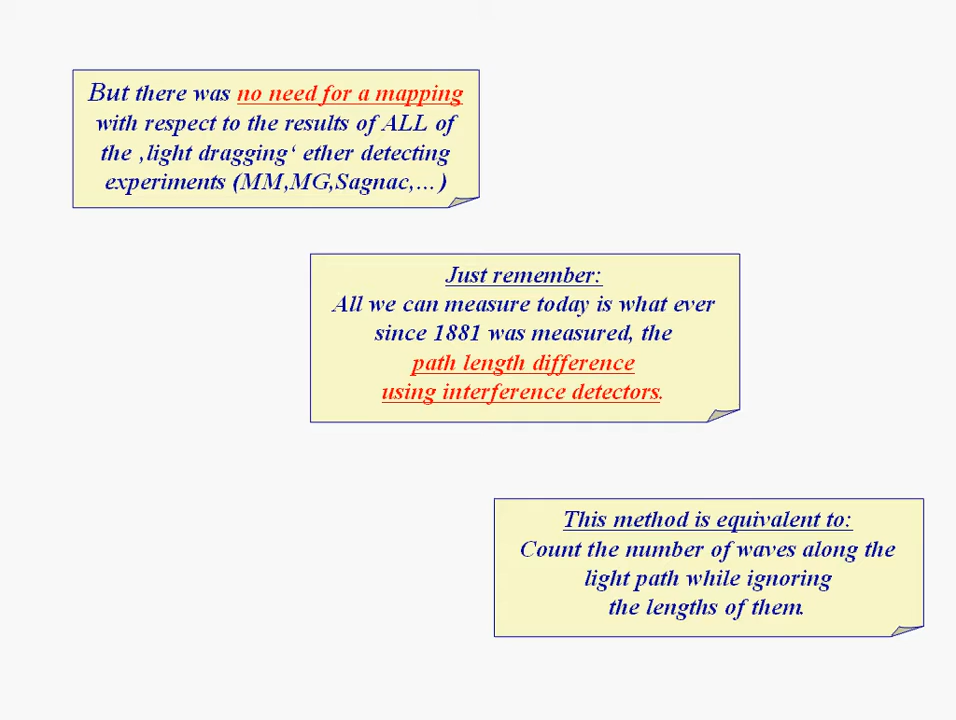 But there was no need for a mapping
with respect to the results of ALL of
the ‚light dragging‘ ether detecting
experiments (MM,MG,Sagnac,…)
Just remember:
All we can measure today is what ever
since 1881 was measured, the
path length difference
using interference detectors.
This method is equivalent to:
Count the number of waves along the
light path while ignoring
the lengths of them.